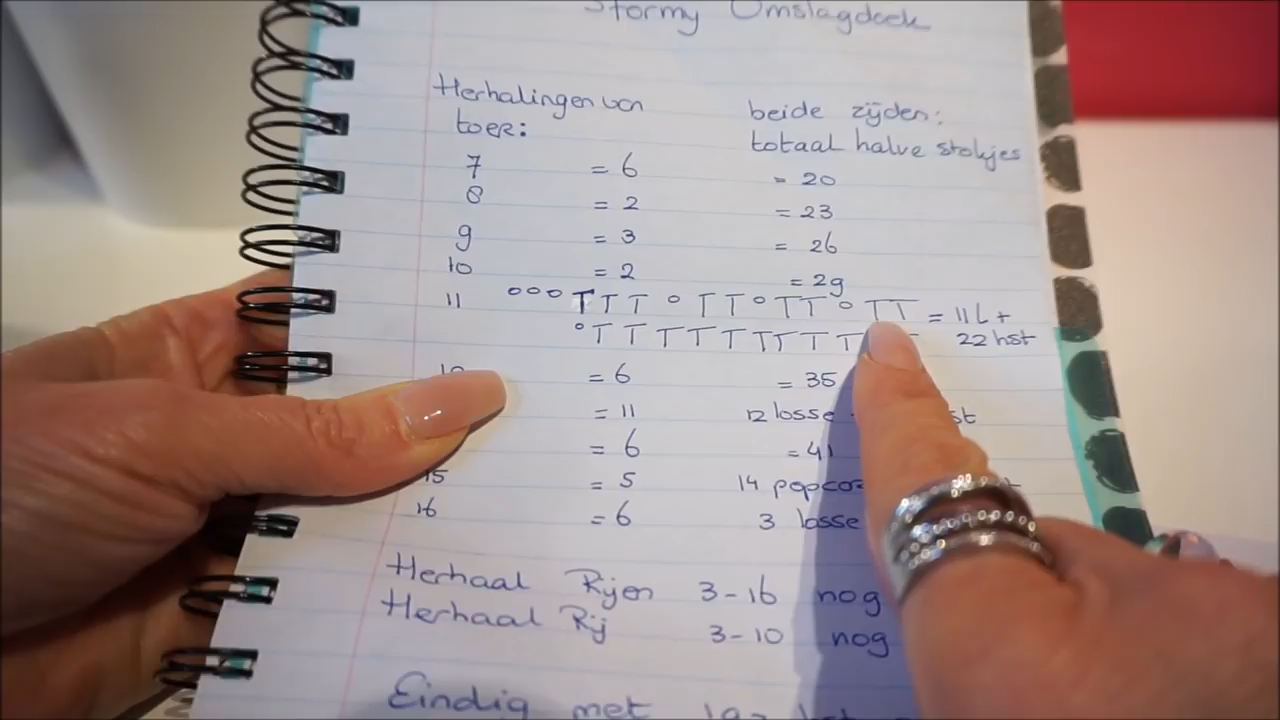 Stormy Omslagdoek
Herhalingen von beide zijden:
toer: totaal halve stokjes
7 = 6 = 20
8 = 2 = 23
9 = 3 = 26
10 = 2 = 29
11 °°° T T T ° T T ° T T ° T T = 11 L +
° T T T T T T T T T 22 hst
= 6 = 35
= 11 12 losse st
= 6 = 41
15 = 5 14
16 = 6 3 losse
Herhaal Rijen 3-16 nog
Herhaal Rij 3-10 nog
Eindig met